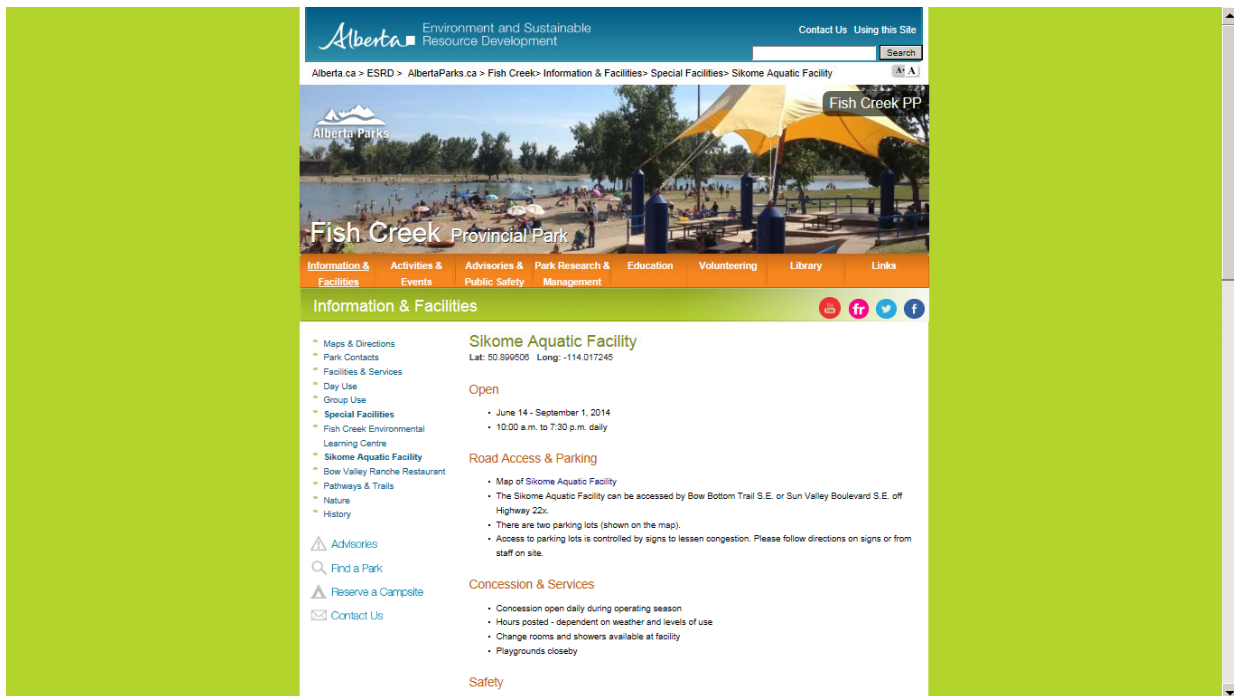 Alberta Environment and Sustainable
Resource Development
Contact Us Using this Site
Search
Alberta.ca > ESRD > AlbertaParks.ca > Fish Creek> Information & Facilities> Special Facilities> Sikome Aquatic Facility
A+ A
Fish Creek PP
Alberta Parks
Fish Creek Provincial Park
Information & Facilities
Activities & Events
Advisories & Public Safety
Park Research & Management
Education
Volunteering
Library
Links
Information & Facilities
You Tube
fr
f
Maps & Directions
Park Contacts
Facilities & Services
Day Use
Group Use
Special Facilities
Fish Creek Environmental
Learning Centre
Sikome Aquatic Facility
Bow Valley Ranche Restaurant
Pathways & Trails
Nature
History
Advisories
Find a Park
Reserve a Campsite
Contact Us
Sikome Aquatic Facility
Lat: 50.899506 Long: -114.017245
Open
• June 14 - September 1, 2014
• 10:00 a.m. to 7:30 p.m. daily
Road Access & Parking
• Map of Sikome Aquatic Facility
• The Sikome Aquatic Facility can be accessed by Bow Bottom Trail S.E. or Sun Valley Boulevard S.E. off
Highway 22x.
• There are two parking lots (shown on the map).
• Access to parking lots is controlled by signs to lessen congestion. Please follow directions on signs or from
staff on site.
Concession & Services
• Concession open daily during operating season
• Hours posted - dependent on weather and levels of use
• Change rooms and showers available at facility
• Playgrounds closeby
Safety